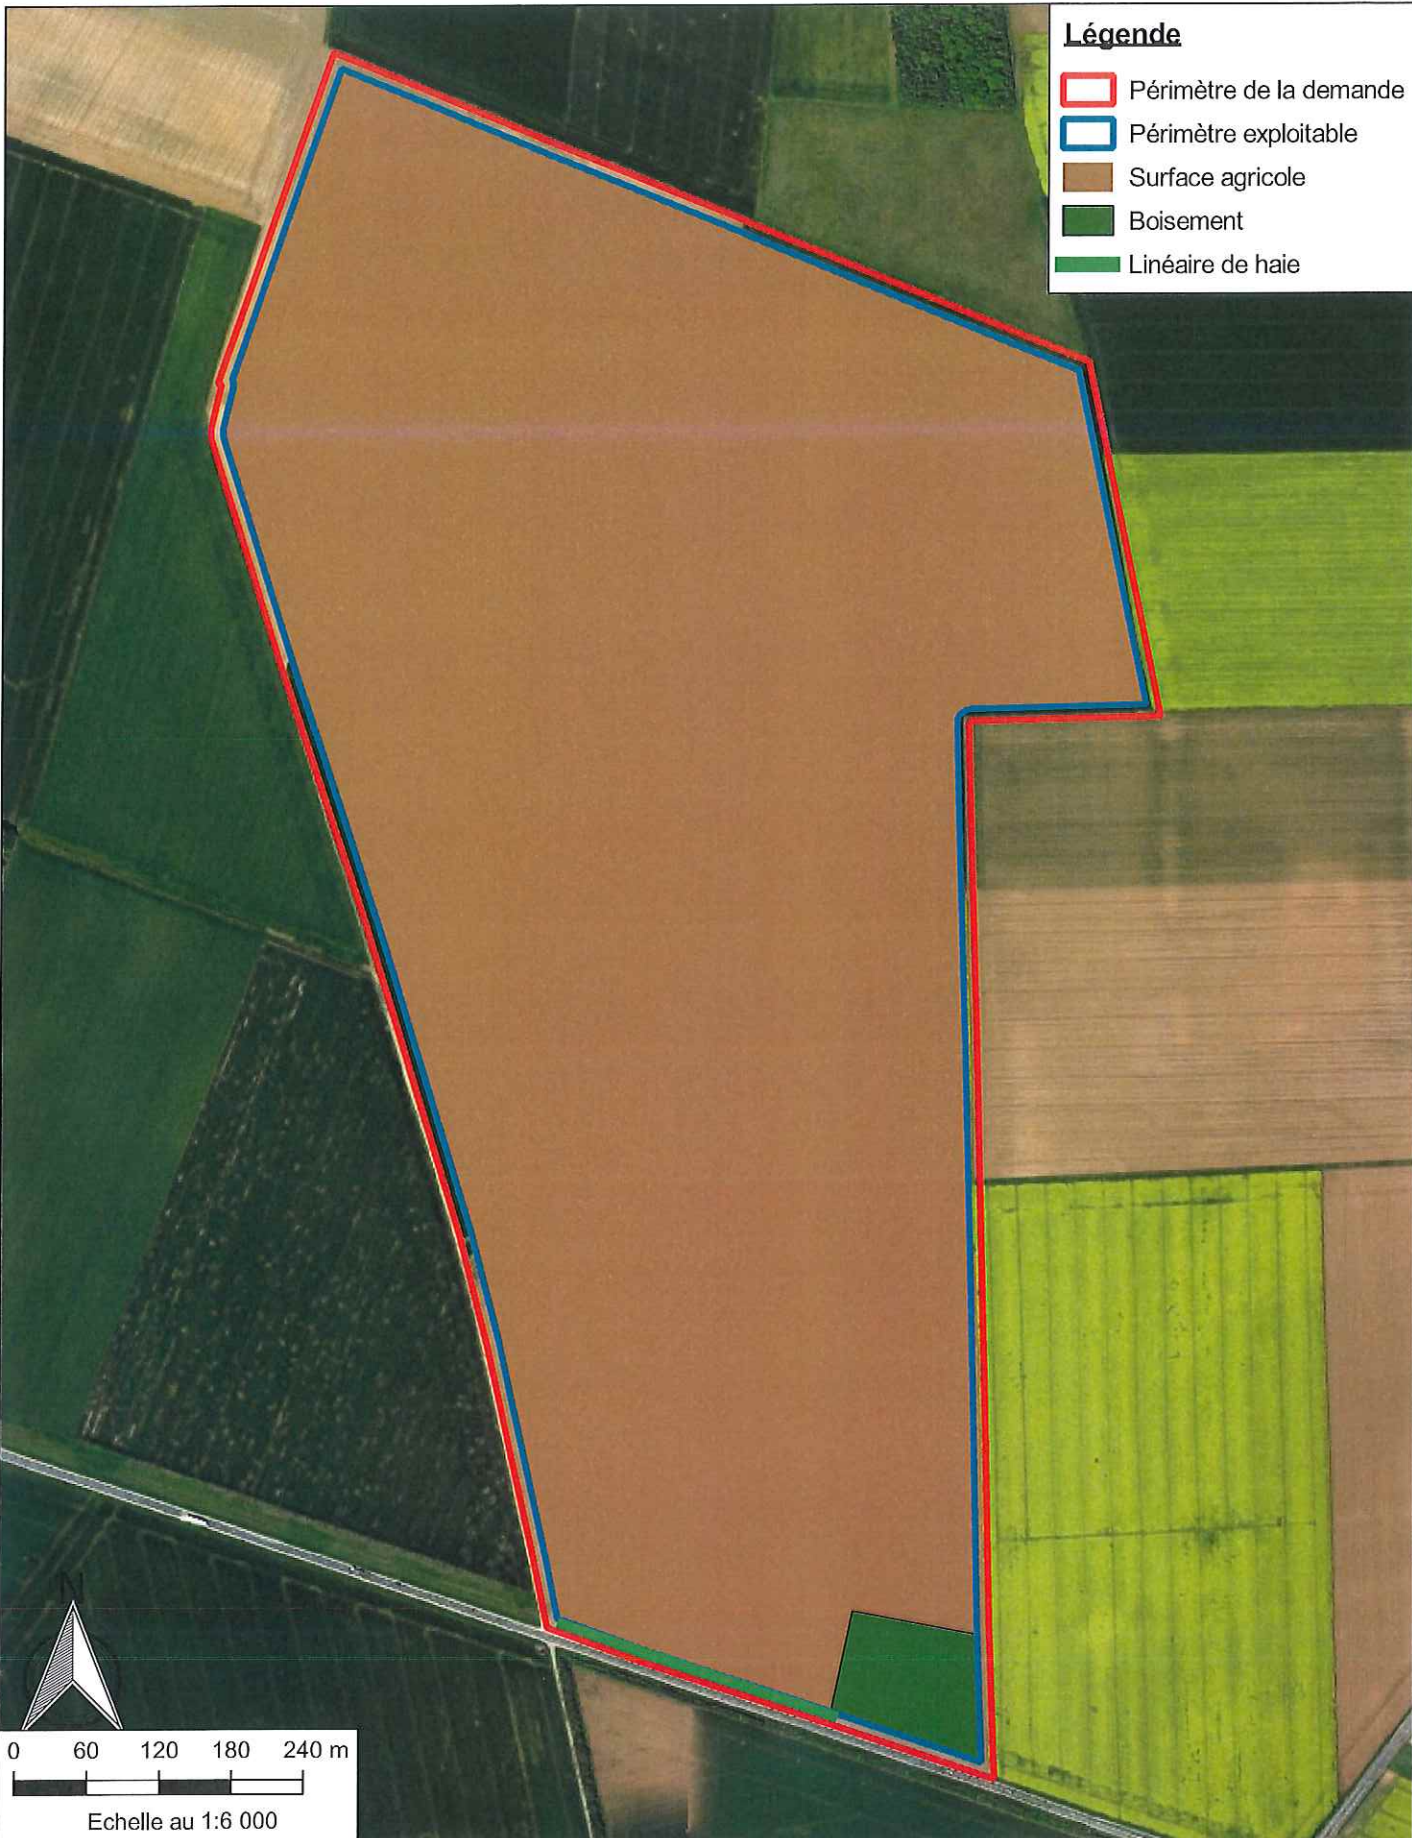 Légende
Périmètre de la demande
Périmètre exploitable
Surface agricole
Boisement
Linéaire de haie
N
0 60 120 180 240 m
Echelle au 1:6 000